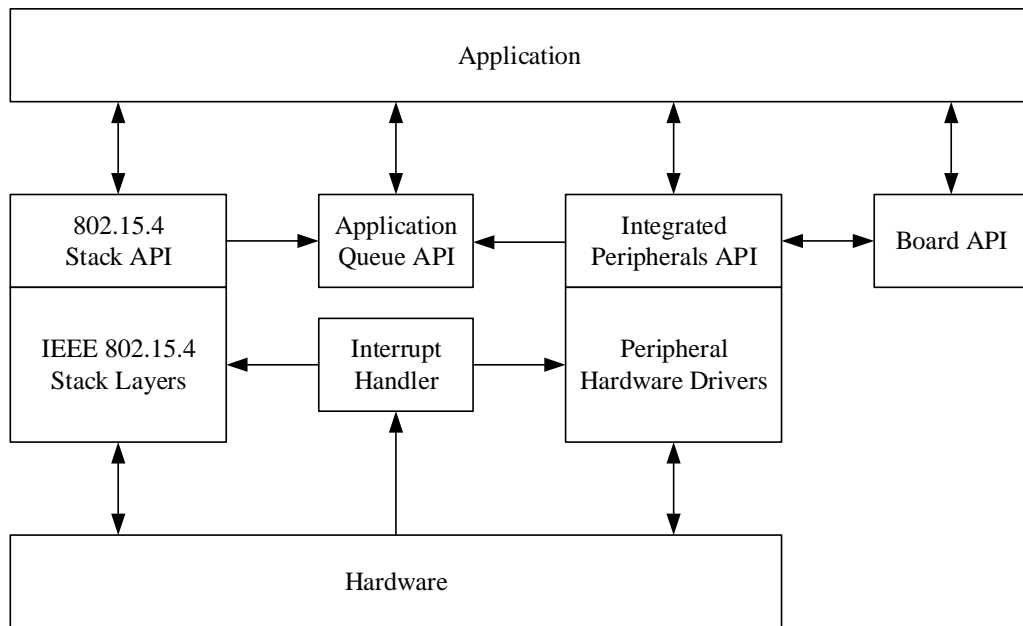 Application
802.15.4
Stack API
Application
Queue API
Integrated
Peripherals API
Board API
IEEE 802.15.4
Stack Layers
Interrupt
Handler
Peripheral
Hardware Drivers
Hardware